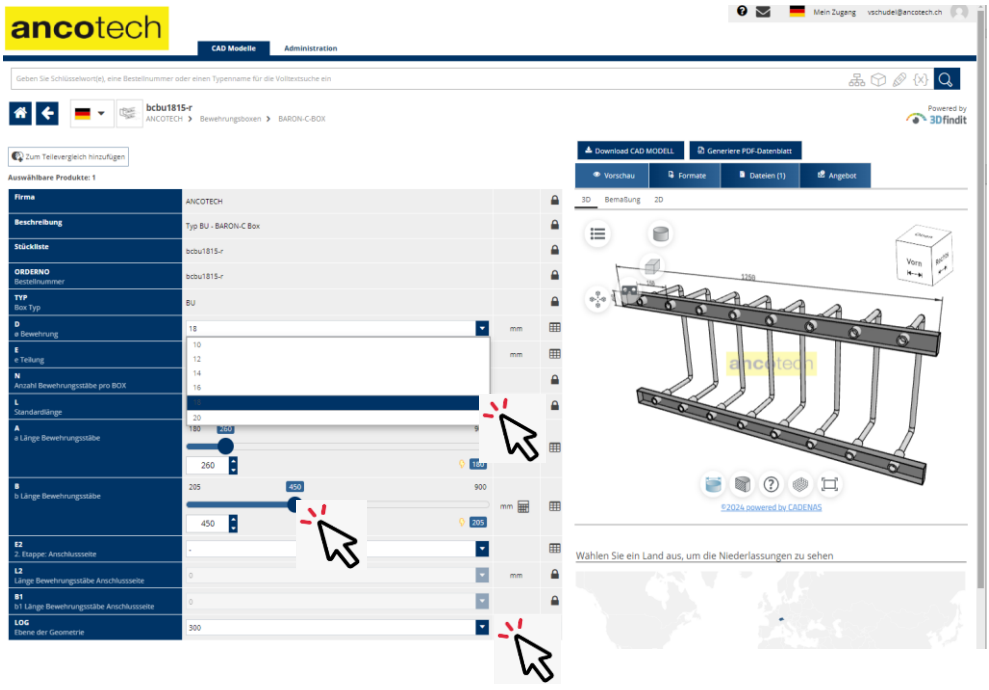 ancotech
Mein Zugang vschudel@ancotech.ch
CAD Modelle Administration
Geben Sie Schlüsselwort(e), eine Bestellnummer oder einen Typenname für die Volltextsuche ein
{x}
bcbu1815-r
ANCOTECH > Bewehrungsboxen > BARON-C-BOX
Powered by
3Dfindit
Zum Teilevergleich hinzufügen
Auswählbare Produkte: 1
Firma
ANCOTECH
Beschreibung
Typ BU - BARON-C Box
Stückliste
bcbu1815-r
ORDERNO
Bestellnummer
bcbu1815-r
TYP
Box Typ
BU
D
ø Bewehrung
18 mm
10
12
14
16
20
E
e Teilung
mm
N
Anzahl Bewehrungsstäbe pro BOX
L
Standardlänge
A
a Länge Bewehrungsstäbe
180 260
260 180
B
b Länge Bewehrungsstäbe
205 450 900
mm
450 205
E2
2. Etappe: Anschlussseite
-
L2
Länge Bewehrungsstäbe Anschlussseite
0 mm
B1
b1 Länge Bewehrungsstäbe Anschlussseite
0
LOG
Ebene der Geometrie
300
Download CAD MODELL Generiere PDF-Datenblatt
Vorschau Formate Dateien (1) Angebot
3D Bemaßung 2D
Vorn
1250
ancotech
©2024 powered by CADENAS
Wählen Sie ein Land aus, um die Niederlassungen zu sehen